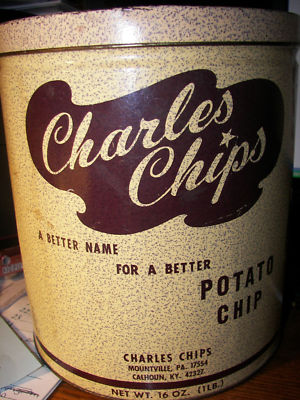 Charles
Chips
A BETTER NAME
FOR A BETTER
POTATO
CHIP
CHARLES CHIPS
MOUNTVILLE, PA. 17554
CALHOUN, KY. 42327.
NET WT. 16 OZ. (1LB.)